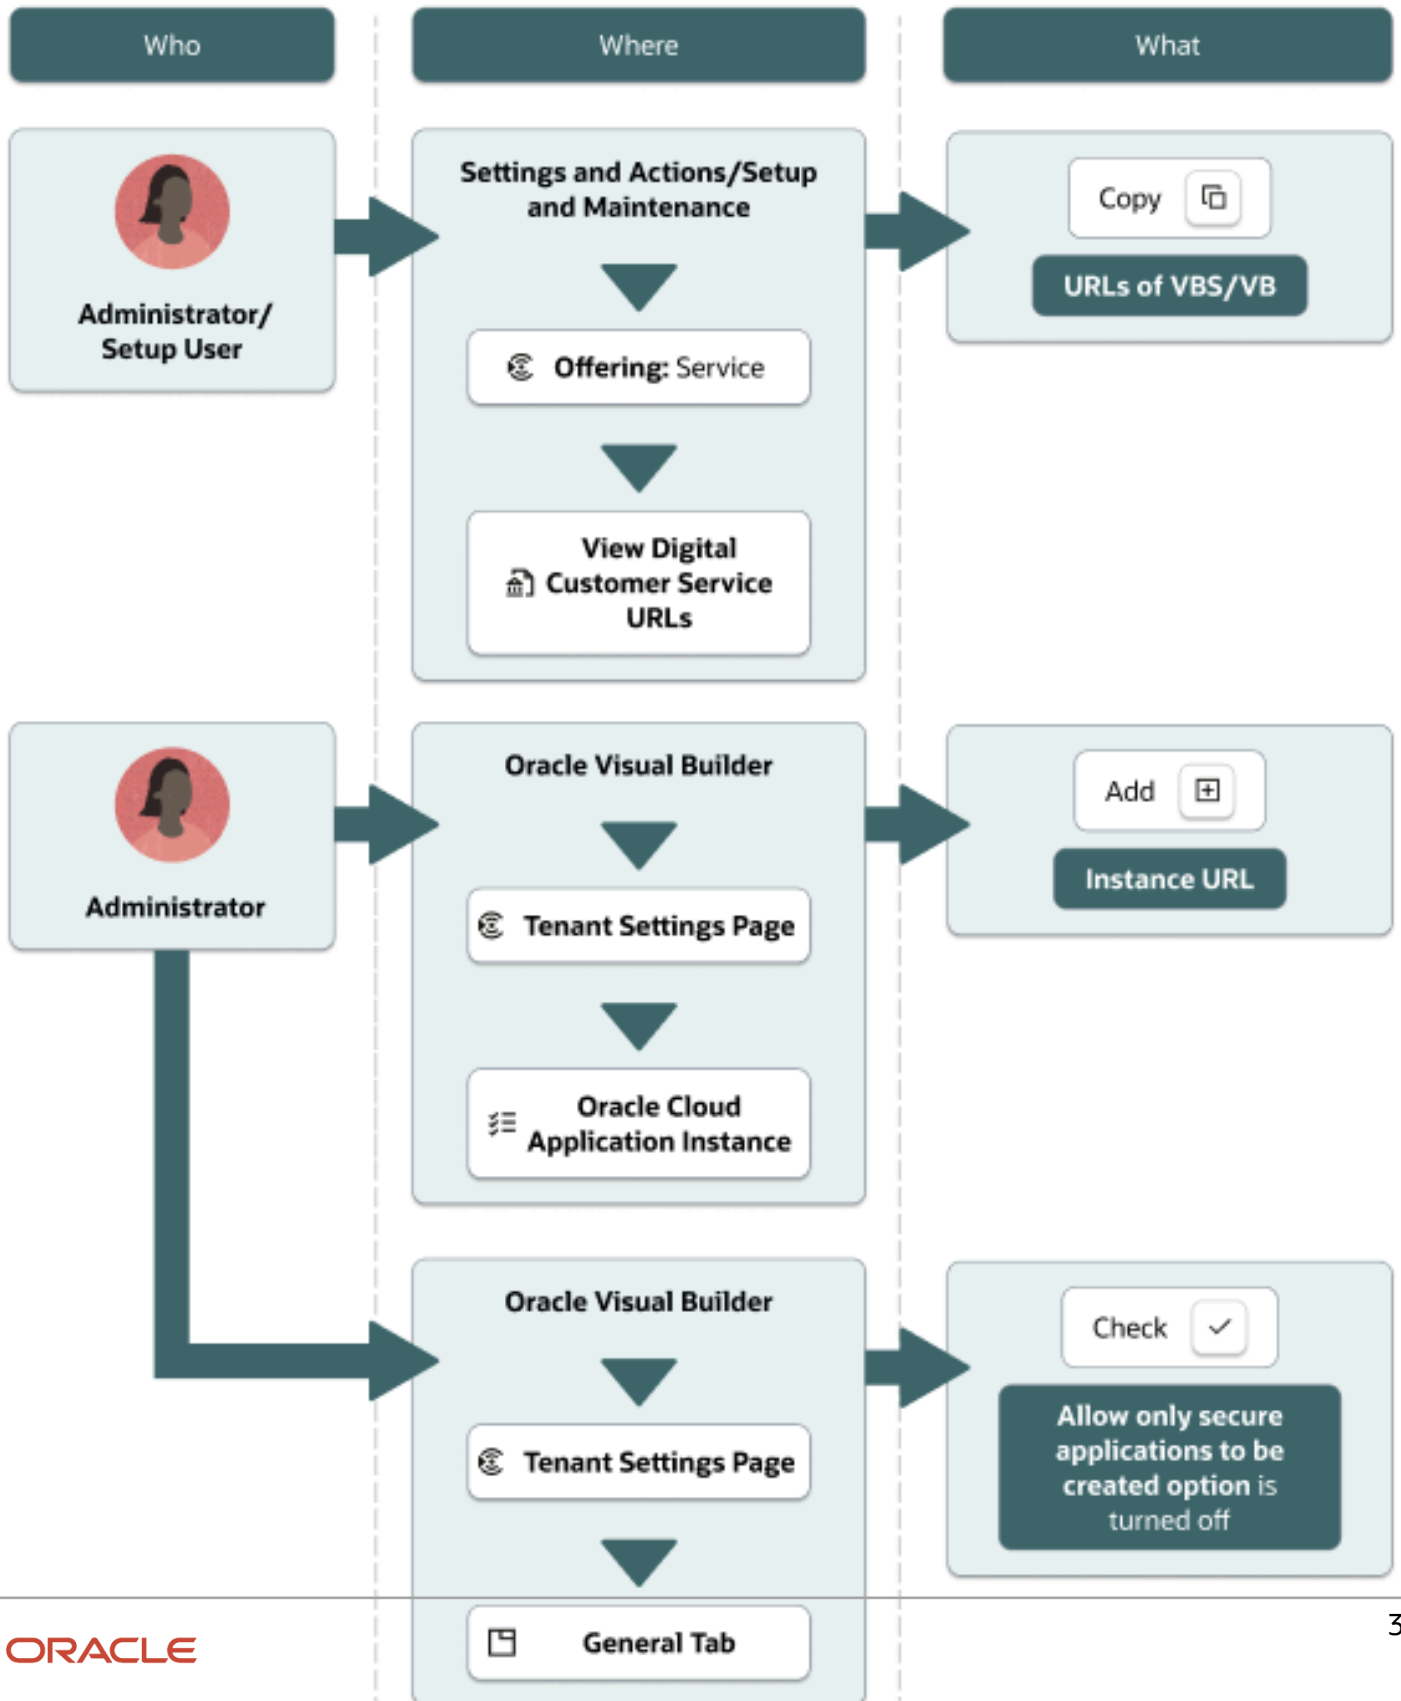 Who
Where
What
Administrator/
Setup User
Settings and Actions/Setup
and Maintenance
Offering: Service
View Digital
Customer Service
URLs
Copy
URLs of VBS/VB
Administrator
Oracle Visual Builder
Tenant Settings Page
Oracle Cloud
Application Instance
Add
Instance URL
Oracle Visual Builder
Tenant Settings Page
General Tab
Check
Allow only secure
applications to be
created option is
turned off
ORACLE
3